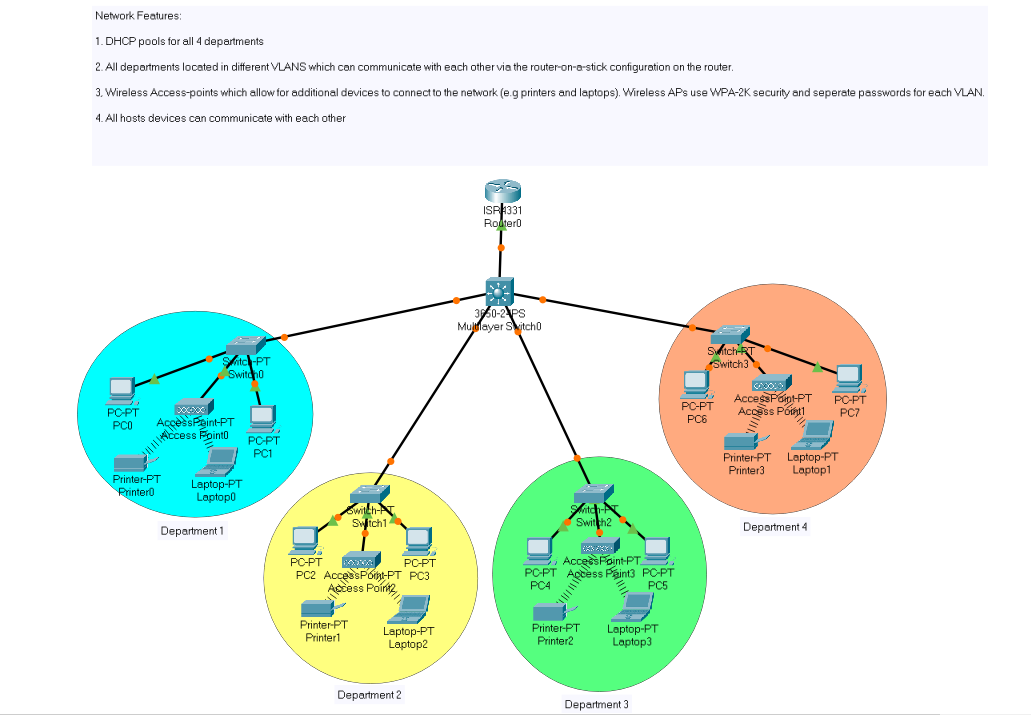 Network Features:
1. DHCP pools for all 4 departments
2. All departments located in different VLANS which can communicate with each other via the router-on-a-stick configuration on the router.
3, Wireless Access-points which allow for additional devices to connect to the network (e.g printers and laptops). Wireless APs use WPA-2K security and seperate passwords for each VLAN.
4. All hosts devices can communicate with each other
ISR4331
Router0
3650-24PS
Multilayer Switch0
Switch-PT
Switch0
PC-PT
PC0
AccessPoint-PT
Access Point0
PC-PT
PC1
Printer-PT
Printer0
Laptop-PT
Laptop0
Department 1
Switch-PT
Switch1
PC-PT
PC2
AccessPoint-PT
Access Point2
PC-PT
PC3
Printer-PT
Printer1
Laptop-PT
Laptop2
Department 2
Switch-PT
Switch2
PC-PT
PC4
AccessPoint-PT
Access Point3
PC-PT
PC5
Printer-PT
Printer2
Laptop-PT
Laptop3
Department 3
Switch-PT
Switch3
PC-PT
PC6
AccessPoint-PT
Access Point1
PC-PT
PC7
Printer-PT
Printer3
Laptop-PT
Laptop1
Department 4